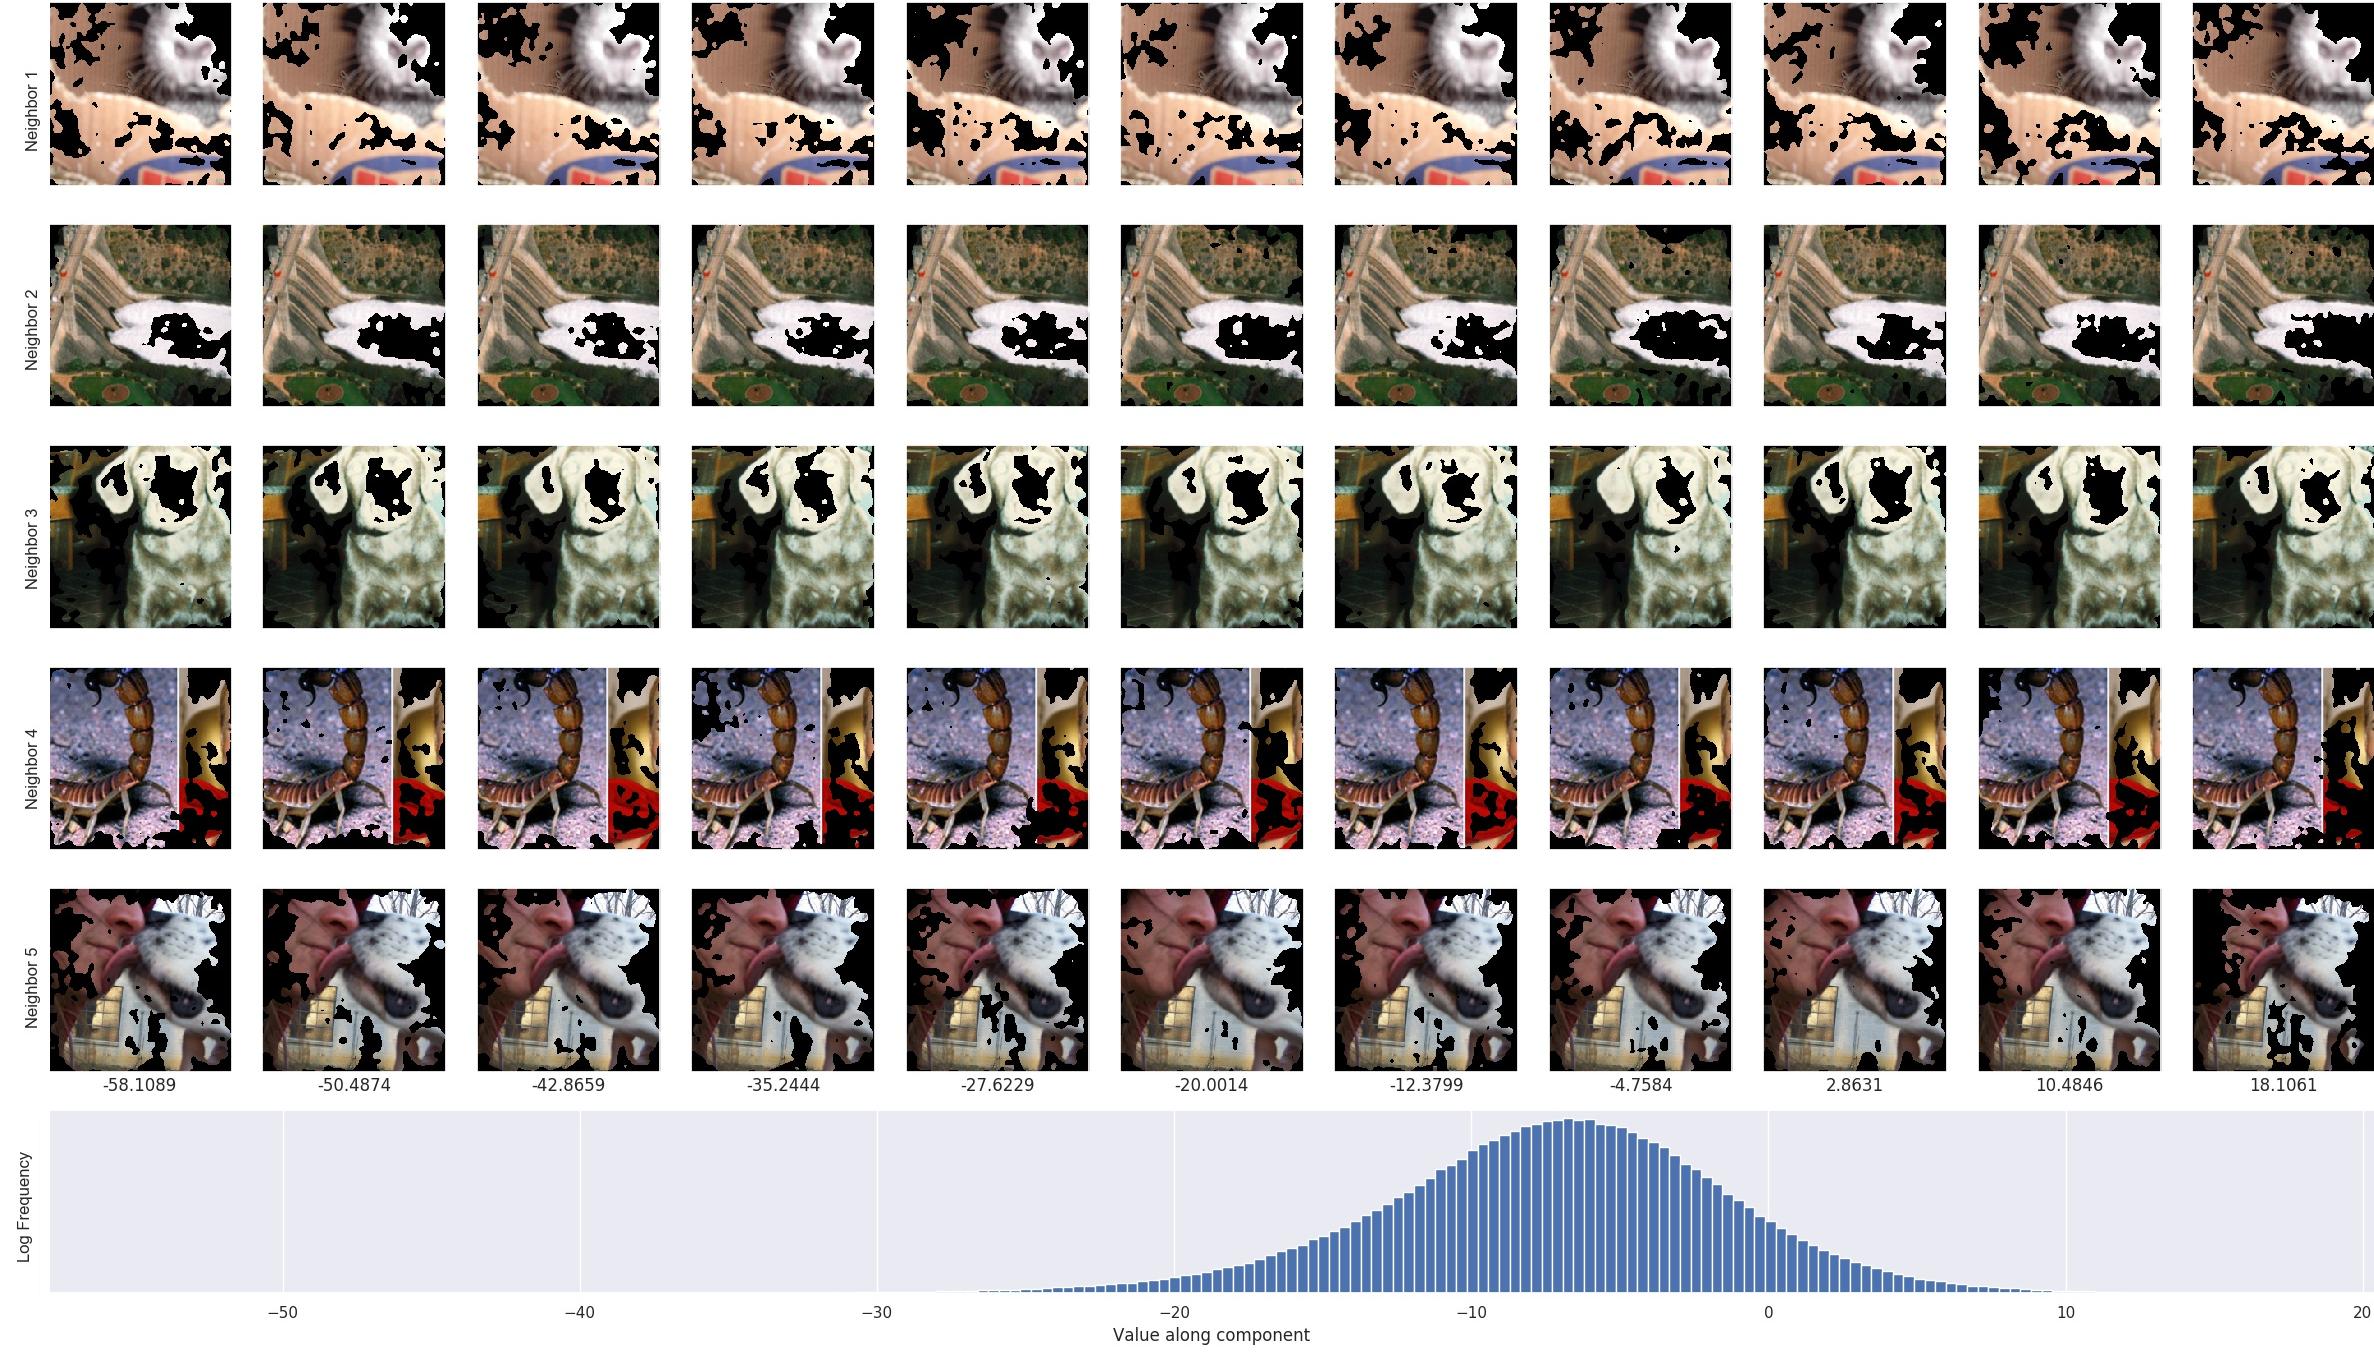 Neighbor 1
Neighbor 2
Neighbor 3
Neighbor 4
Neighbor 5
-58.1089 -50.4874 -42.8659 -35.2444 -27.6229 -20.0014 -12.3799 -4.7584 2.8631 10.4846 18.1061
Log Frequency
−50 −40 −30 −20 −10 0 10 20
Value along component